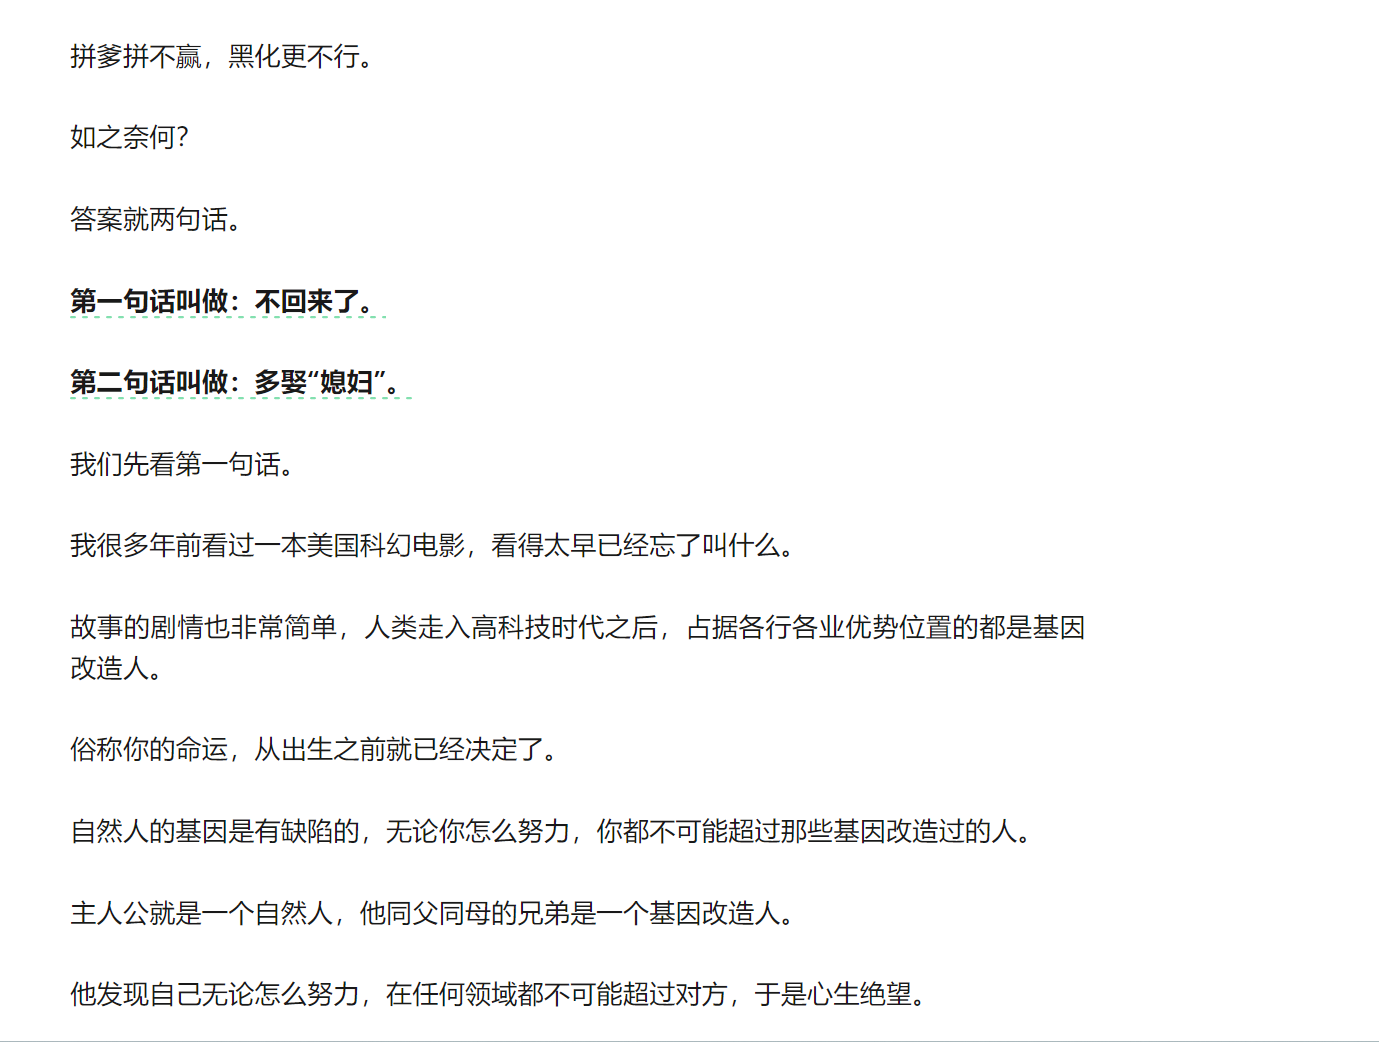 拼爹拼不赢，黑化更不行。
如之奈何？
答案就两句话。
第一句话叫做：不回来了。
第二句话叫做：多娶“媳妇”。
我们先看第一句话。
我很多年前看过一本美国科幻电影，看得太早已经忘了叫什么。
故事的剧情也非常简单，人类走入高科技时代之后，占据各行各业优势位置的都是基因
改造人。
俗称你的命运，从出生之前就已经决定了。
自然人的基因是有缺陷的，无论你怎么努力，你都不可能超过那些基因改造过的人。
主人公就是一个自然人，他同父同母的兄弟是一个基因改造人。
他发现自己无论怎么努力，在任何领域都不可能超过对方，于是心生绝望。